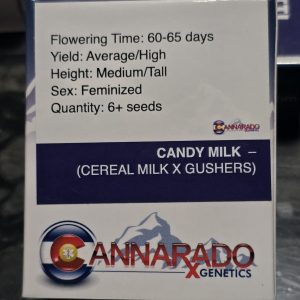 Flowering Time: 60-65 days
Yield: Average/High
Height: Medium/Tall
Sex: Feminized
Quantity: 6+ seeds
CANNARADO
GENETICS
CANDY MILK –
(CEREAL MILK X GUSHERS)
CANNARADO
GENETICS